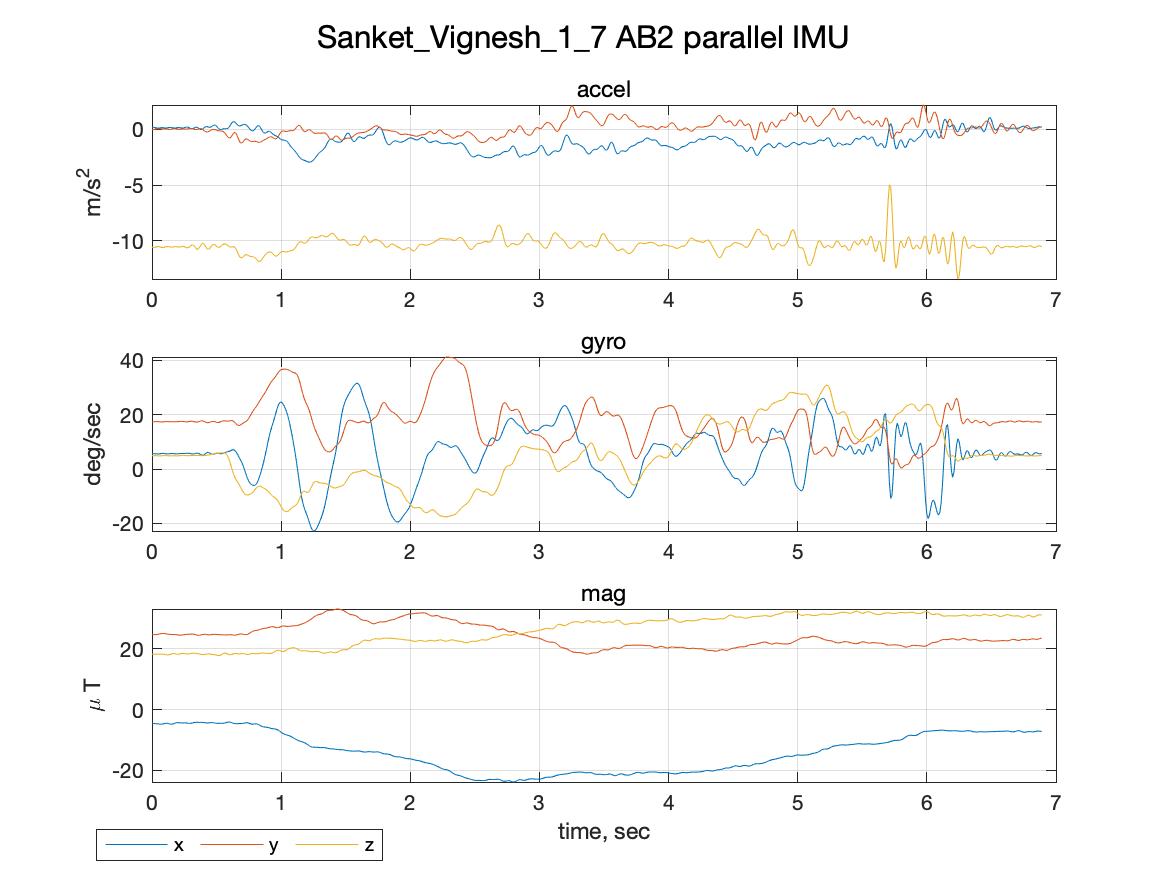 Sanket_Vignesh_1_7 AB2 parallel IMU
accel
0
-5
-10
m/s²
0 1 2 3 4 5 6 7
gyro
40
20
0
-20
deg/sec
0 1 2 3 4 5 6 7
mag
20
0
-20
μ T
0 1 2 3 4 5 6 7
time, sec
x y z